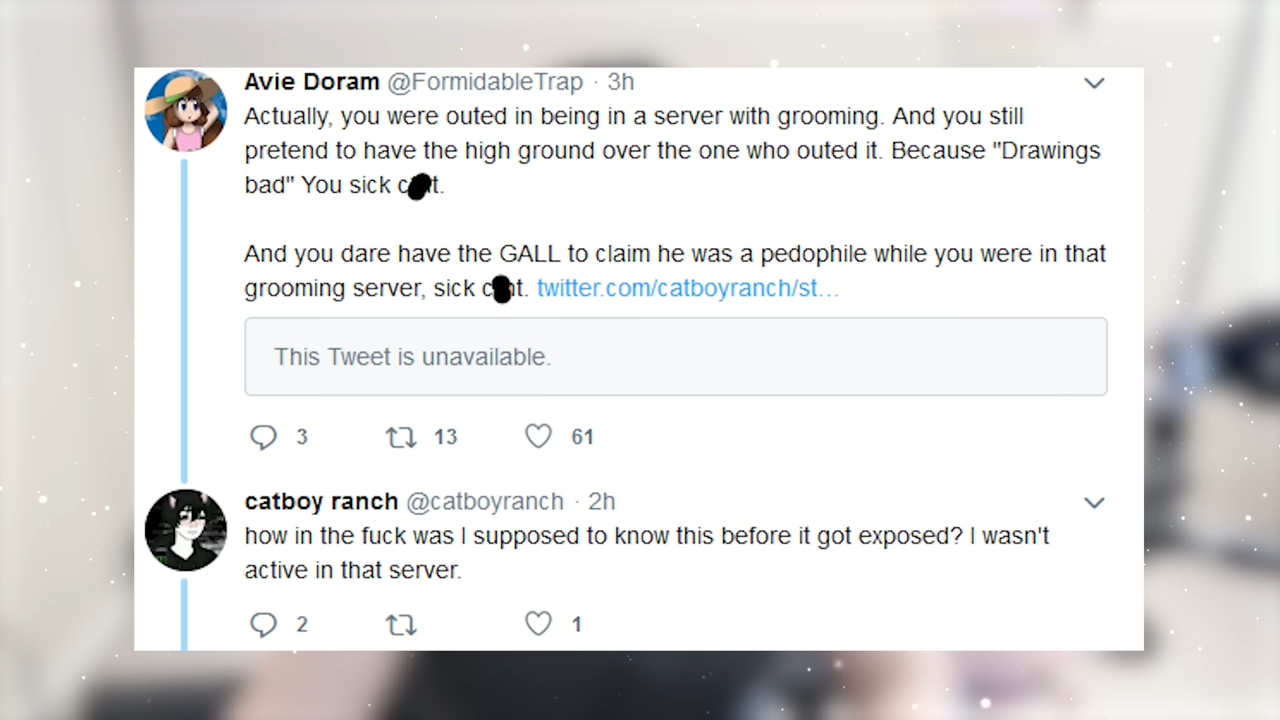 Avie Doram @FormidableTrap · 3h
Actually, you were outed in being in a server with grooming. And you still
pretend to have the high ground over the one who outed it. Because "Drawings
bad" You sick c t.
And you dare have the GALL to claim he was a pedophile while you were in that
grooming server, sick c t. twitter.com/catboyranch/st…
This Tweet is unavailable.
3 13 61
catboy ranch @catboyranch · 2h
how in the fuck was I supposed to know this before it got exposed? I wasn't
active in that server.
2 1